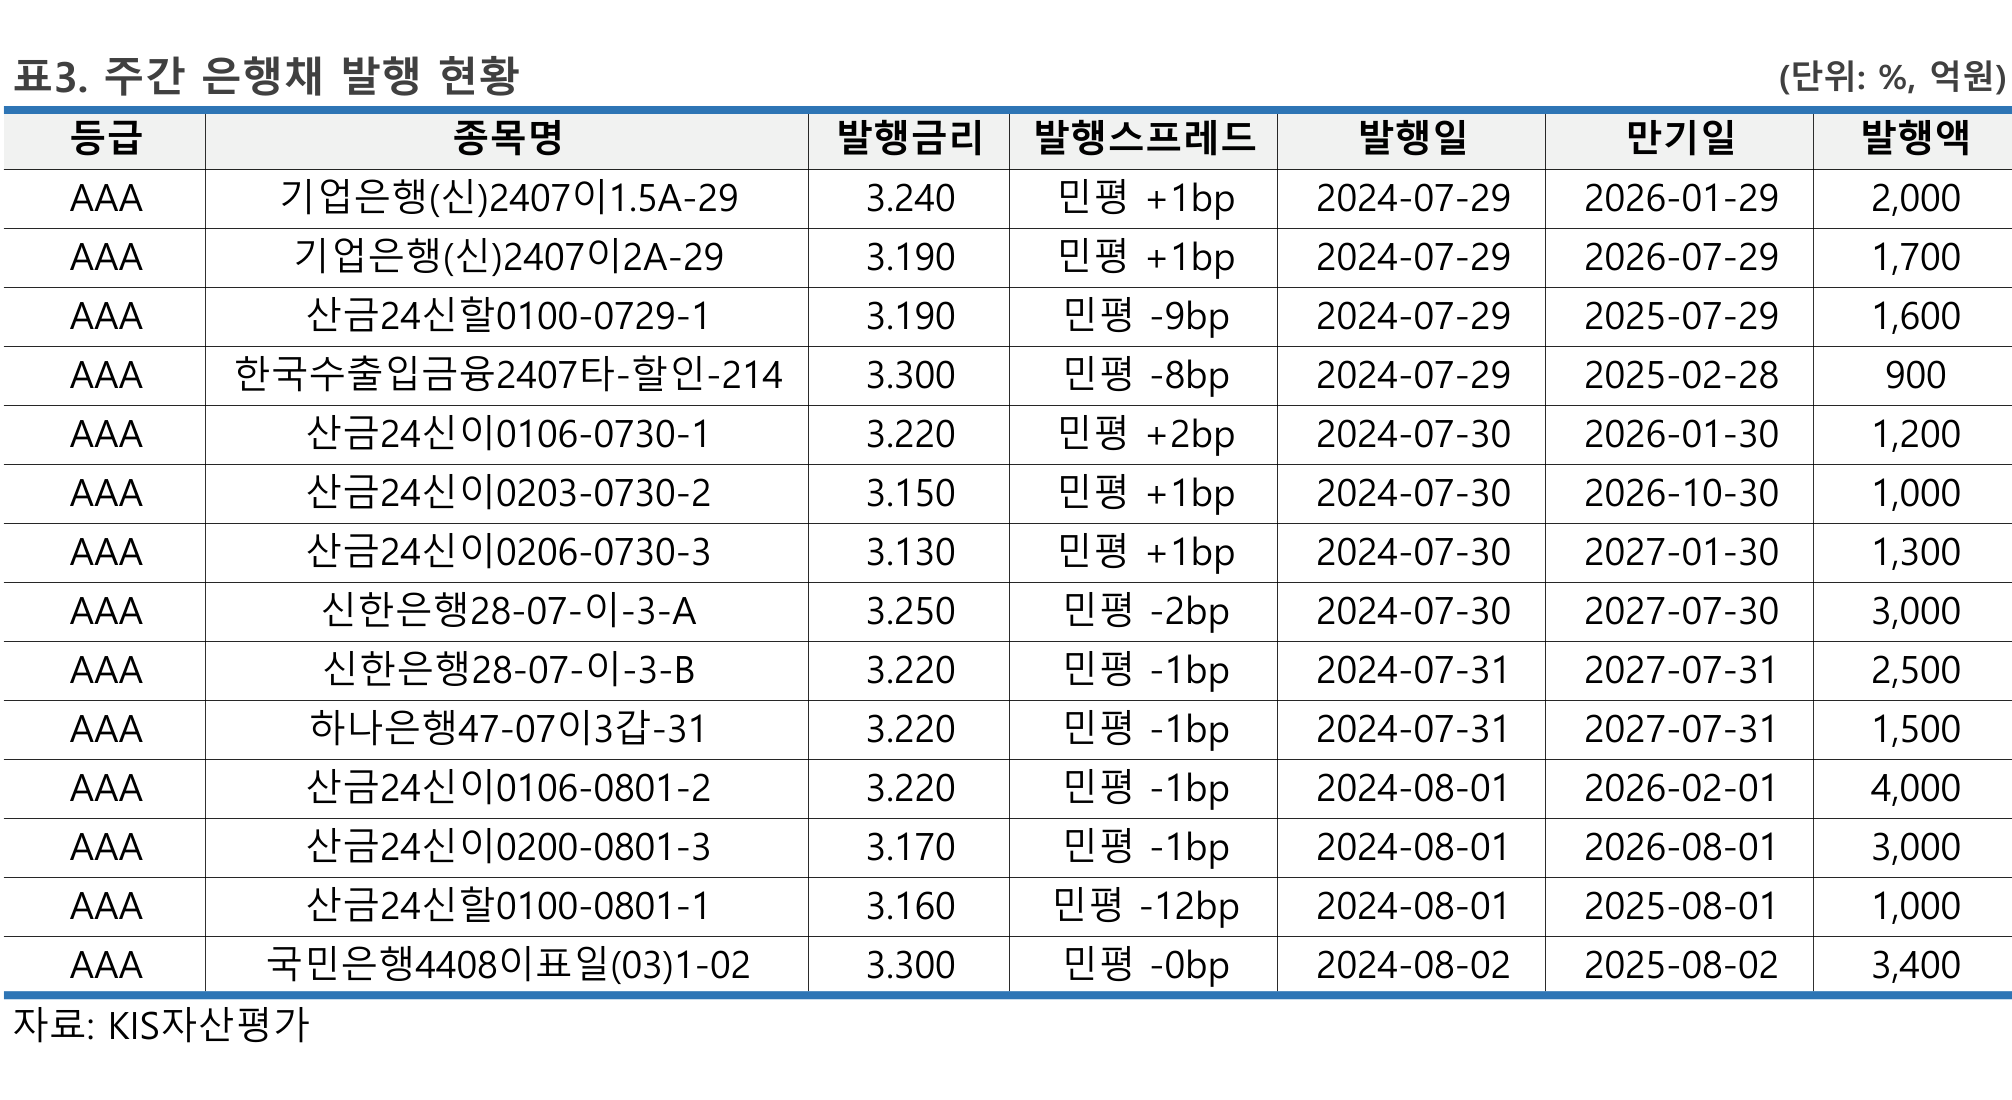 표3. 주간 은행채 발행 현황 (단위: %, 억원)
등급 종목명 발행금리 발행스프레드 발행일 만기일 발행액
AAA 기업은행(신)2407이1.5A-29 3.240 민평 +1bp 2024-07-29 2026-01-29 2,000
AAA 기업은행(신)2407이2A-29 3.190 민평 +1bp 2024-07-29 2026-07-29 1,700
AAA 산금24신할0100-0729-1 3.190 민평 -9bp 2024-07-29 2025-07-29 1,600
AAA 한국수출입금융2407타-할인-214 3.300 민평 -8bp 2024-07-29 2025-02-28 900
AAA 산금24신이0106-0730-1 3.220 민평 +2bp 2024-07-30 2026-01-30 1,200
AAA 산금24신이0203-0730-2 3.150 민평 +1bp 2024-07-30 2026-10-30 1,000
AAA 산금24신이0206-0730-3 3.130 민평 +1bp 2024-07-30 2027-01-30 1,300
AAA 신한은행28-07-이-3-A 3.250 민평 -2bp 2024-07-30 2027-07-30 3,000
AAA 신한은행28-07-이-3-B 3.220 민평 -1bp 2024-07-31 2027-07-31 2,500
AAA 하나은행47-07이3갑-31 3.220 민평 -1bp 2024-07-31 2027-07-31 1,500
AAA 산금24신이0106-0801-2 3.220 민평 -1bp 2024-08-01 2026-02-01 4,000
AAA 산금24신이0200-0801-3 3.170 민평 -1bp 2024-08-01 2026-08-01 3,000
AAA 산금24신할0100-0801-1 3.160 민평 -12bp 2024-08-01 2025-08-01 1,000
AAA 국민은행4408이표일(03)1-02 3.300 민평 -0bp 2024-08-02 2025-08-02 3,400
자료: KIS자산평가